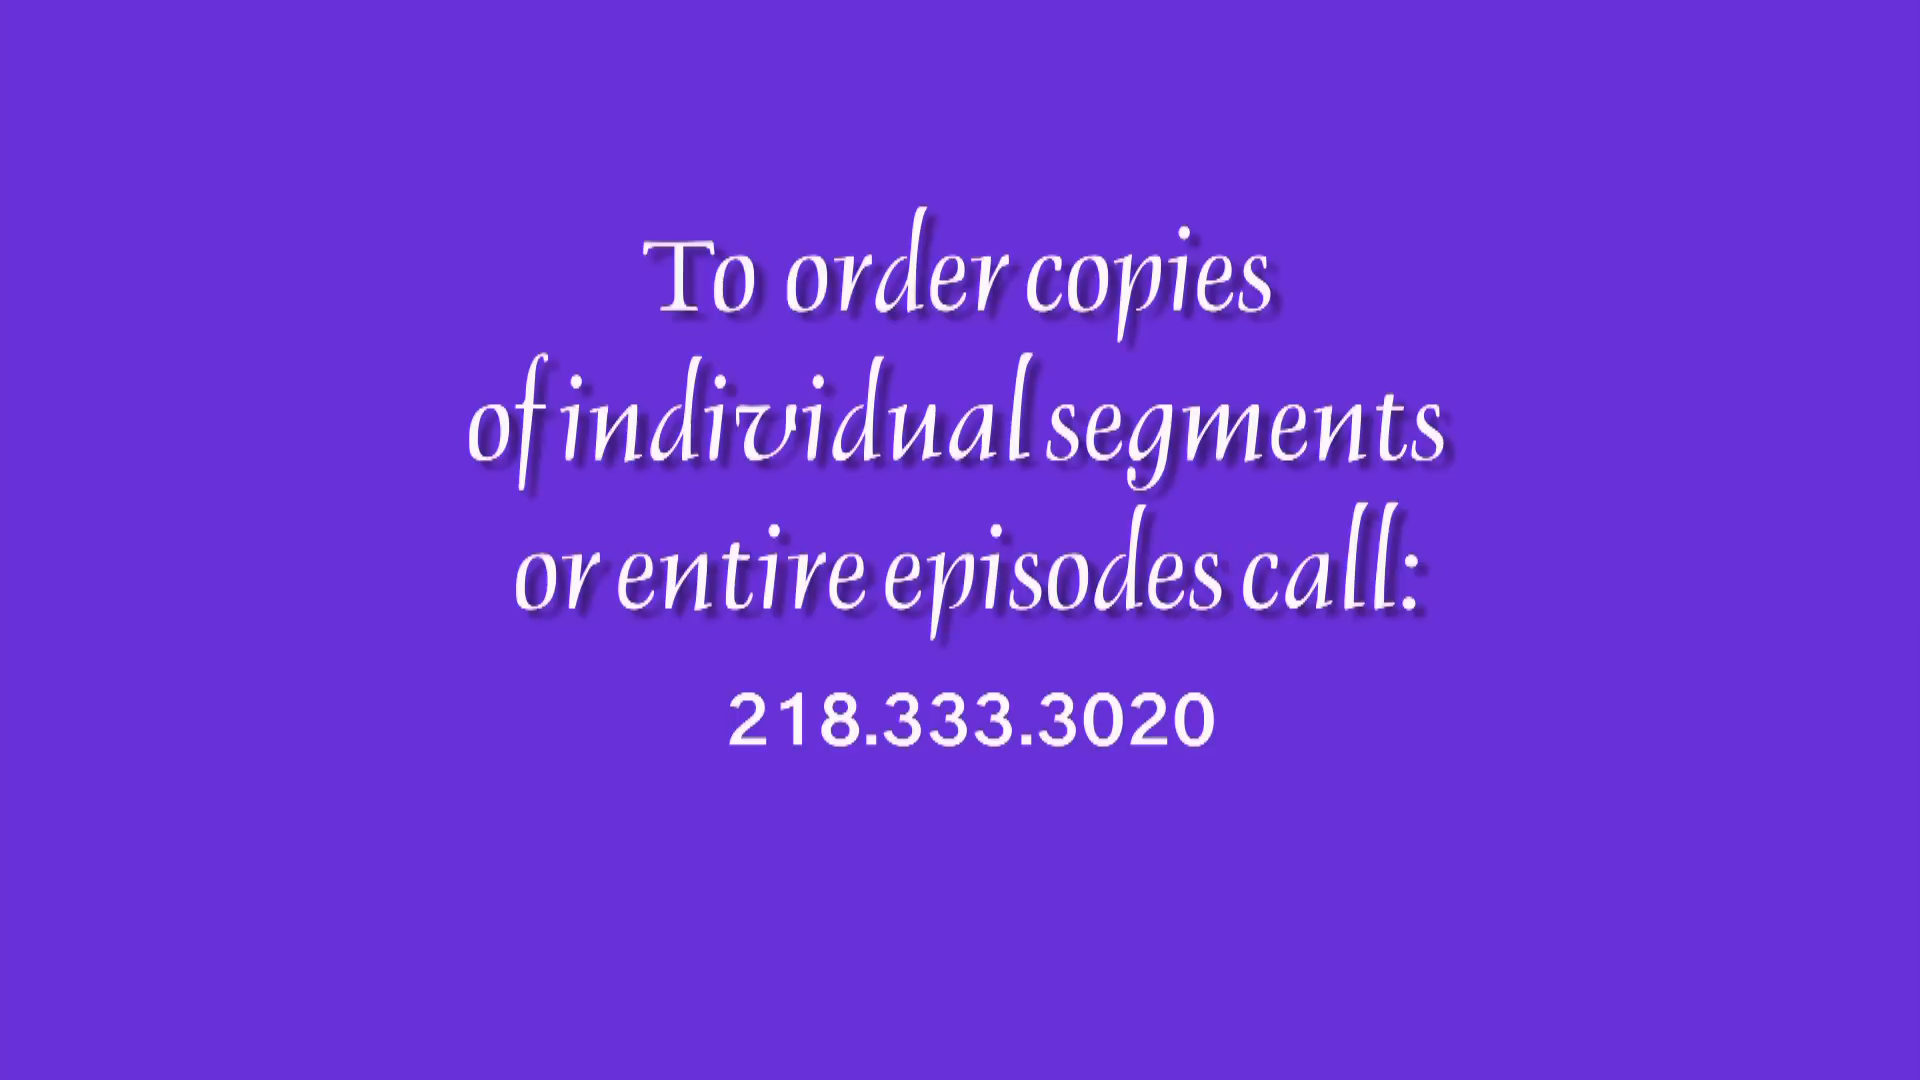 To order copies
of individual segments
or entire episodes call:
218.333.3020